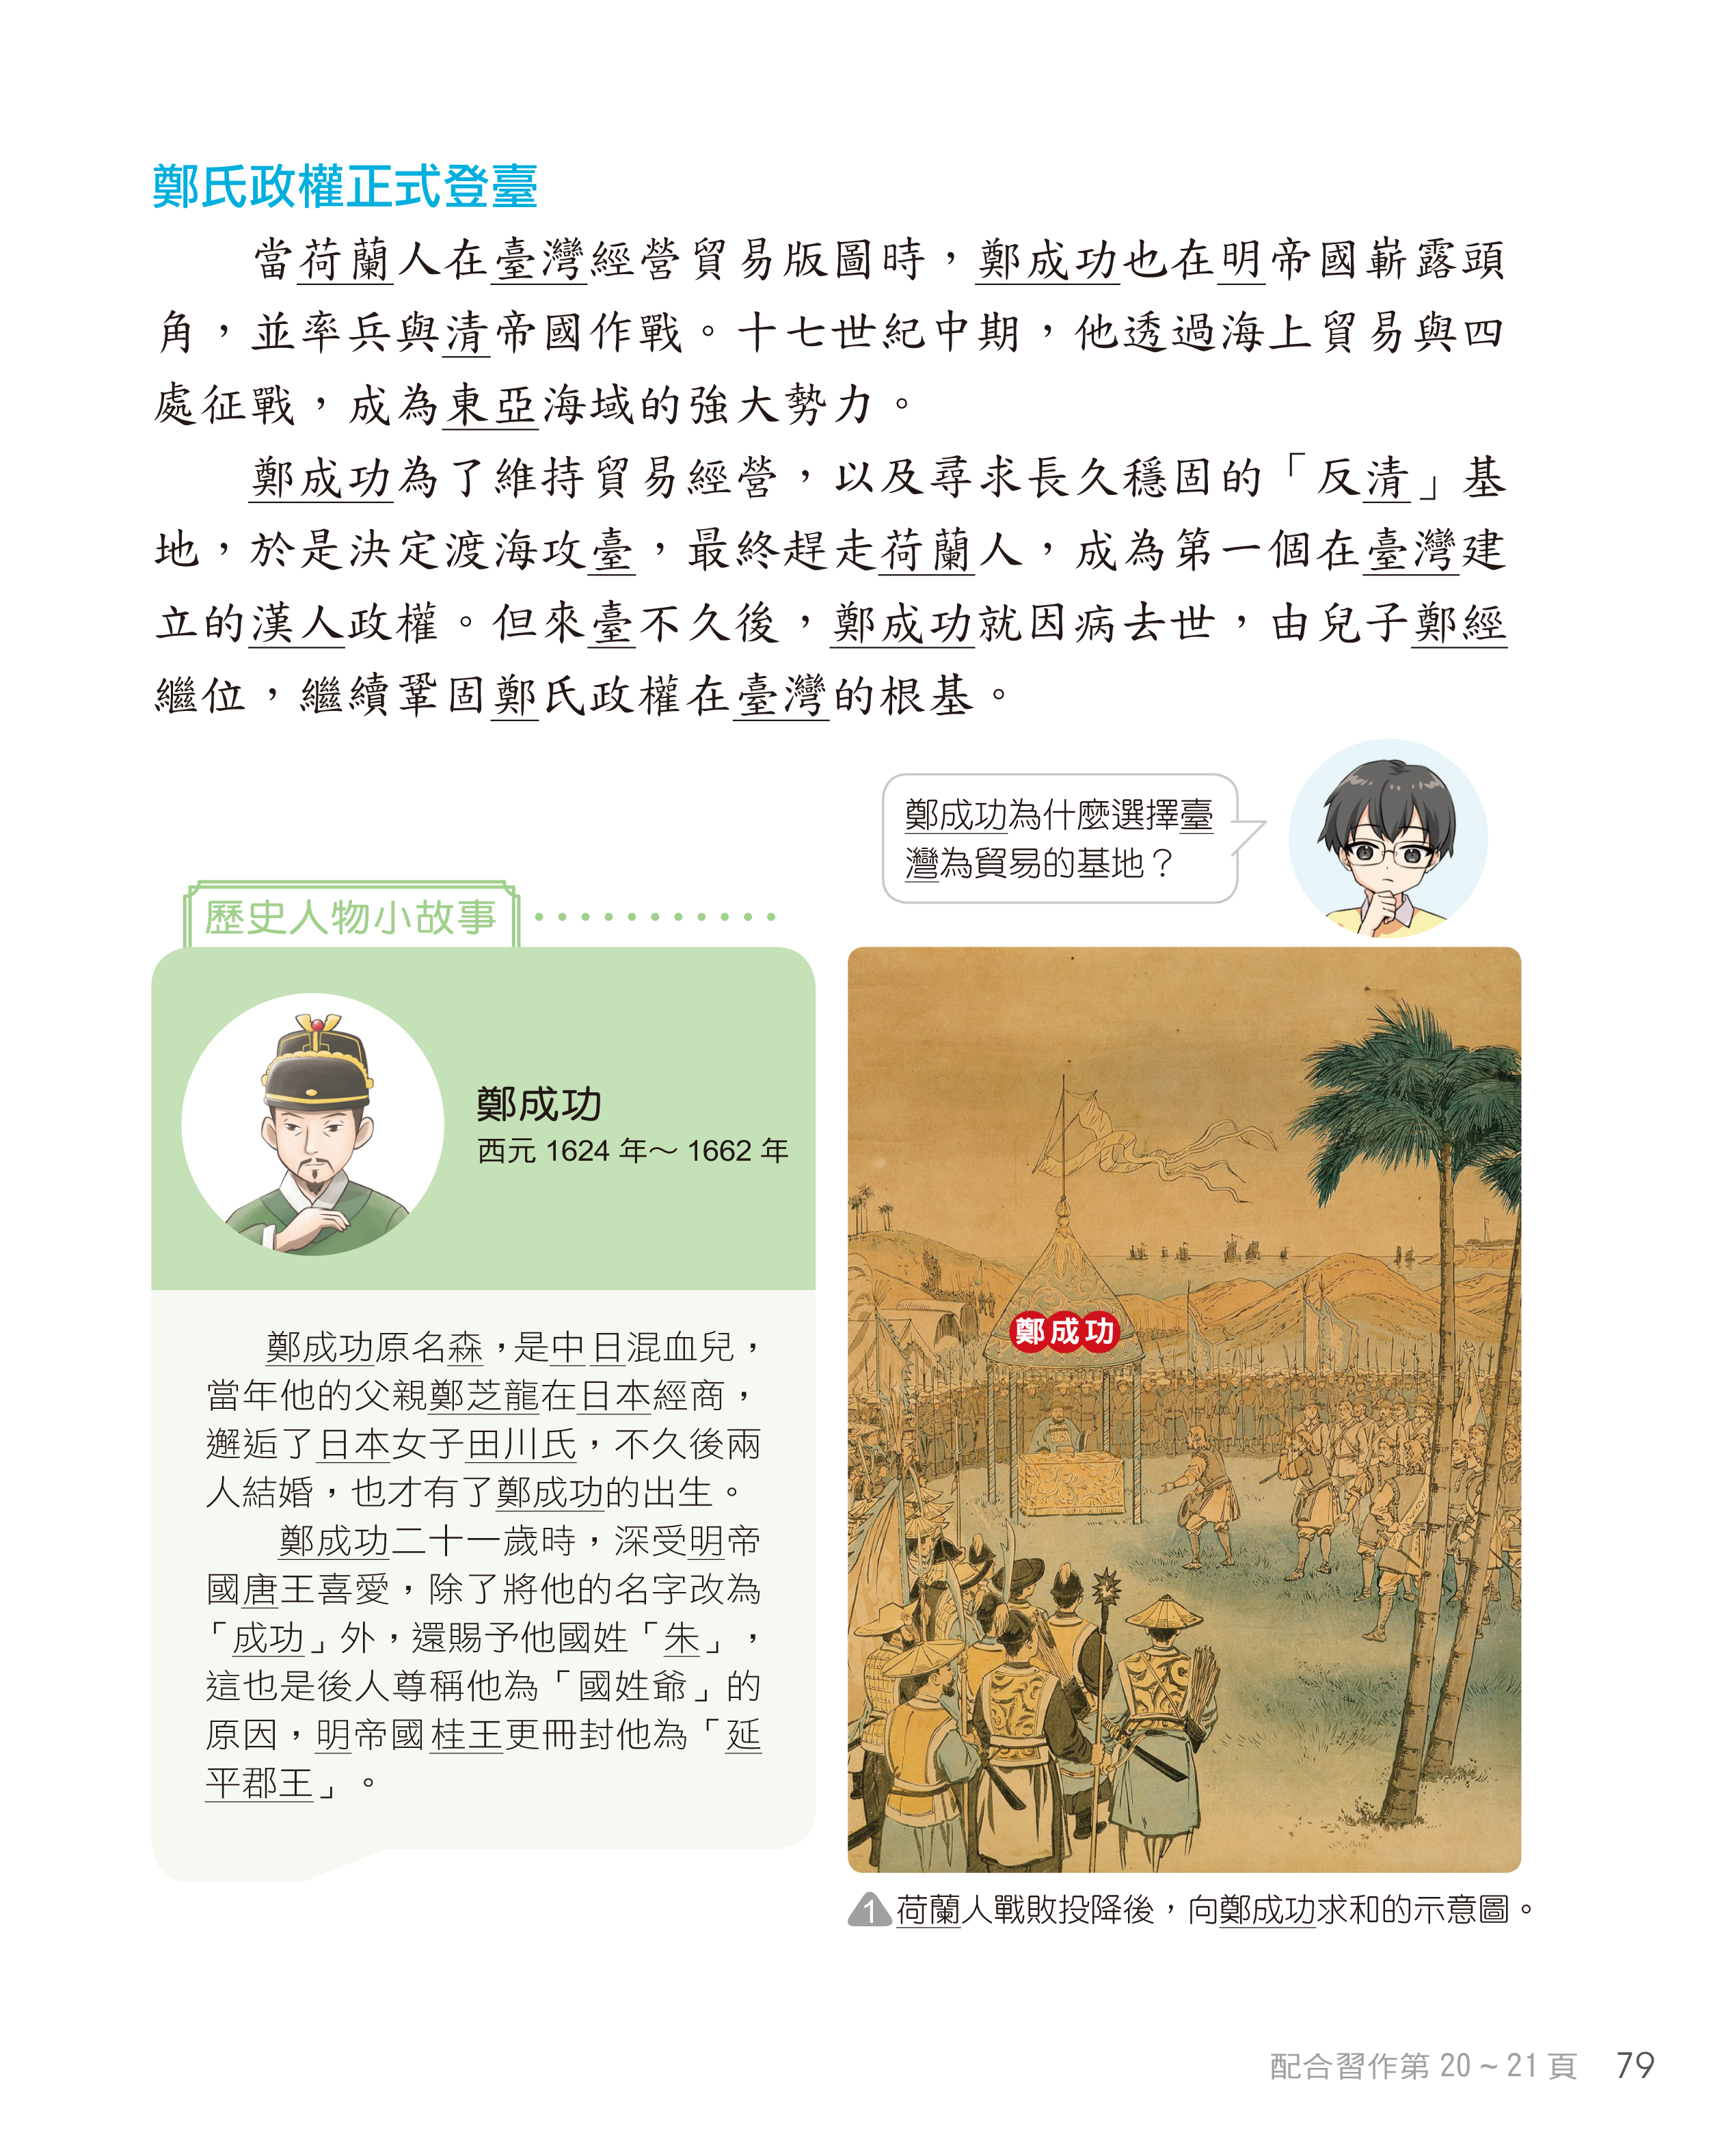 鄭氏政權正式登臺
當荷蘭人在臺灣經營貿易版圖時，鄭成功也在明帝國嶄露頭
角，並率兵與清帝國作戰。十七世紀中期，他透過海上貿易與四
處征戰，成為東亞海域的強大勢力。
鄭成功為了維持貿易經營，以及尋求長久穩固的「反清」基
地，於是決定渡海攻臺，最終趕走荷蘭人，成為第一個在臺灣建
立的漢人政權。但來臺不久後，鄭成功就因病去世，由兒子鄭經
繼位，繼續鞏固鄭氏政權在臺灣的根基。
鄭成功為什麼選擇臺
灣為貿易的基地？
歷史人物小故事
鄭成功
西元 1624 年～ 1662 年
鄭成功原名森，是中日混血兒，
當年他的父親鄭芝龍在日本經商，
邂逅了日本女子田川氏，不久後兩
人結婚，也才有了鄭成功的出生。
鄭成功二十一歲時，深受明帝
國唐王喜愛，除了將他的名字改為
「成功」外，還賜予他國姓「朱」，
這也是後人尊稱他為「國姓爺」的
原因，明帝國桂王更冊封他為「延
平郡王」。
鄭成功
1 荷蘭人戰敗投降後，向鄭成功求和的示意圖。
配合習作第 20 ~ 21 頁 79